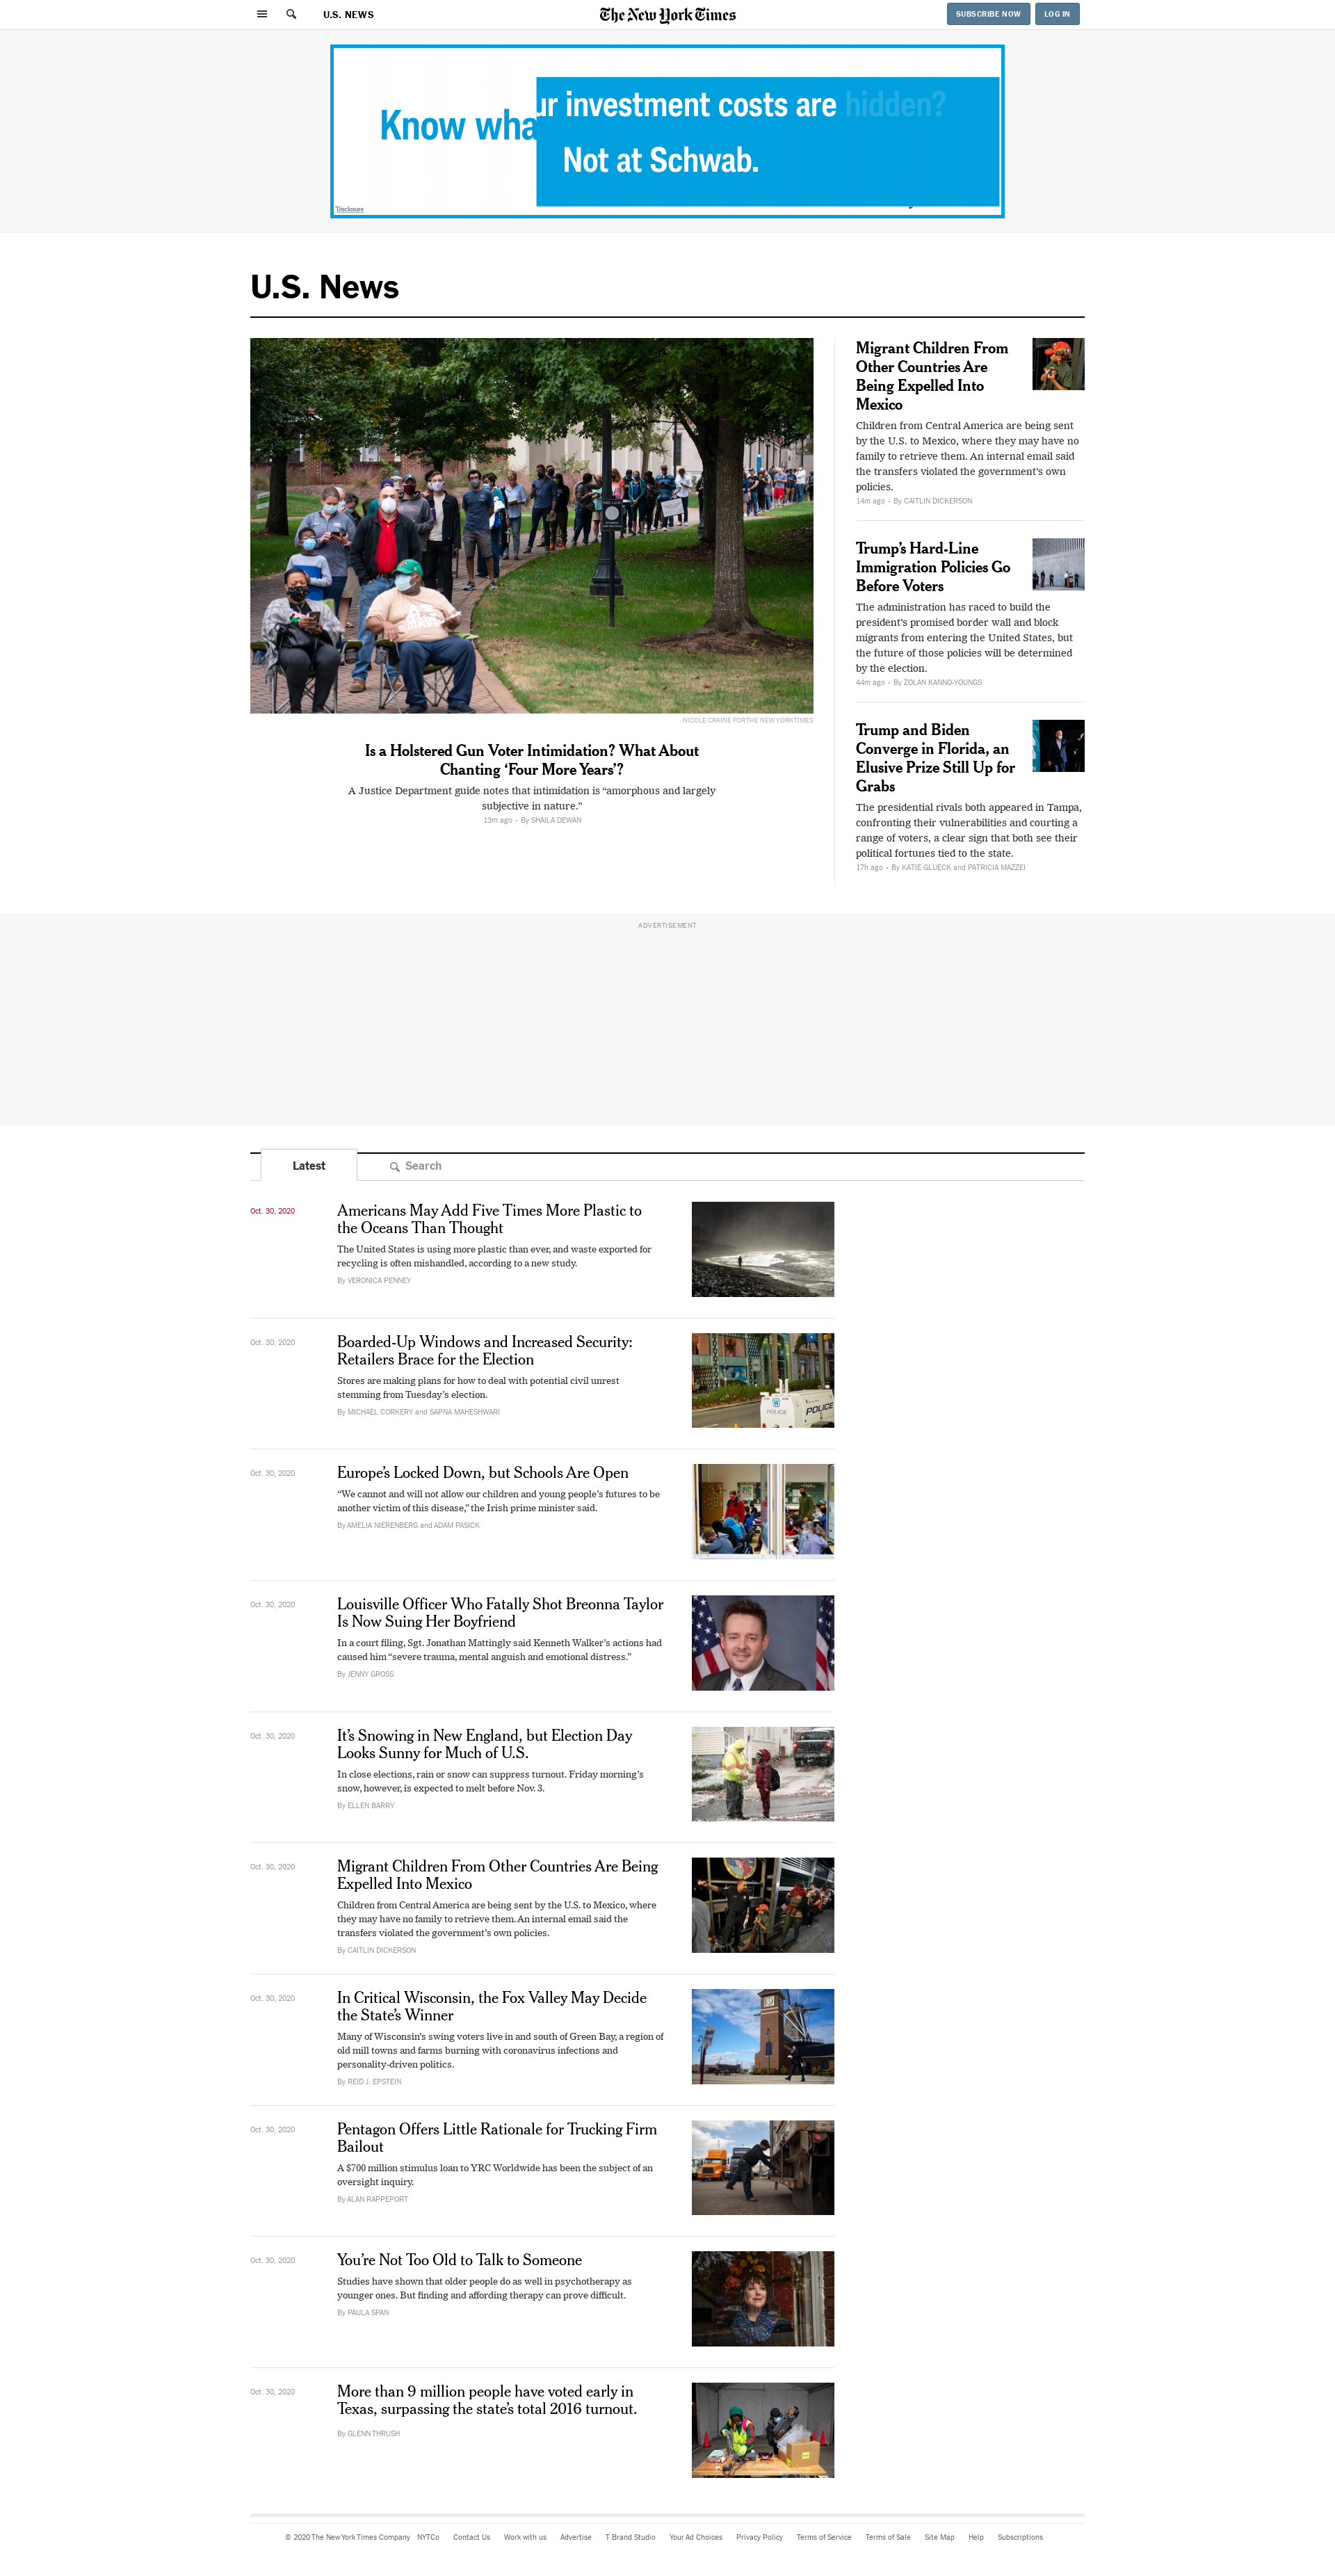 U.S. NEWS
The New York Times
SUBSCRIBE NOW
LOG IN
Know wha
ur investment costs are hidden?
Not at Schwab.
*Disclosure
U.S. News
NICOLE CRAINE FOR THE NEW YORK TIMES
Is a Holstered Gun Voter Intimidation? What About
Chanting ‘Four More Years’?
A Justice Department guide notes that intimidation is “amorphous and largely
subjective in nature.”
13m ago • By SHAILA DEWAN
Migrant Children From
Other Countries Are
Being Expelled Into
Mexico
Children from Central America are being sent
by the U.S. to Mexico, where they may have no
family to retrieve them. An internal email said
the transfers violated the government’s own
policies.
14m ago • By CAITLIN DICKERSON
Trump’s Hard-Line
Immigration Policies Go
Before Voters
The administration has raced to build the
president’s promised border wall and block
migrants from entering the United States, but
the future of those policies will be determined
by the election.
44m ago • By ZOLAN KANNO-YOUNGS
Trump and Biden
Converge in Florida, an
Elusive Prize Still Up for
Grabs
The presidential rivals both appeared in Tampa,
confronting their vulnerabilities and courting a
range of voters, a clear sign that both see their
political fortunes tied to the state.
17h ago • By KATIE GLUECK and PATRICIA MAZZEI
ADVERTISEMENT
Latest
Search
Oct. 30, 2020
Americans May Add Five Times More Plastic to
the Oceans Than Thought
The United States is using more plastic than ever, and waste exported for
recycling is often mishandled, according to a new study.
By VERONICA PENNEY
Oct. 30, 2020
Boarded-Up Windows and Increased Security:
Retailers Brace for the Election
Stores are making plans for how to deal with potential civil unrest
stemming from Tuesday’s election.
By MICHAEL CORKERY and SAPNA MAHESHWARI
POLICE
POLICE
Oct. 30, 2020
Europe’s Locked Down, but Schools Are Open
“We cannot and will not allow our children and young people’s futures to be
another victim of this disease,” the Irish prime minister said.
By AMELIA NIERENBERG and ADAM PASICK
Oct. 30, 2020
Louisville Officer Who Fatally Shot Breonna Taylor
Is Now Suing Her Boyfriend
In a court filing, Sgt. Jonathan Mattingly said Kenneth Walker’s actions had
caused him “severe trauma, mental anguish and emotional distress.”
By JENNY GROSS
Oct. 30, 2020
It’s Snowing in New England, but Election Day
Looks Sunny for Much of U.S.
In close elections, rain or snow can suppress turnout. Friday morning’s
snow, however, is expected to melt before Nov. 3.
By ELLEN BARRY
Oct. 30, 2020
Migrant Children From Other Countries Are Being
Expelled Into Mexico
Children from Central America are being sent by the U.S. to Mexico, where
they may have no family to retrieve them. An internal email said the
transfers violated the government’s own policies.
By CAITLIN DICKERSON
Oct. 30, 2020
In Critical Wisconsin, the Fox Valley May Decide
the State’s Winner
Many of Wisconsin’s swing voters live in and south of Green Bay, a region of
old mill towns and farms burning with coronavirus infections and
personality-driven politics.
By REID J. EPSTEIN
Oct. 30, 2020
Pentagon Offers Little Rationale for Trucking Firm
Bailout
A $700 million stimulus loan to YRC Worldwide has been the subject of an
oversight inquiry.
By ALAN RAPPEPORT
Oct. 30, 2020
You’re Not Too Old to Talk to Someone
Studies have shown that older people do as well in psychotherapy as
younger ones. But finding and affording therapy can prove difficult.
By PAULA SPAN
Oct. 30, 2020
More than 9 million people have voted early in
Texas, surpassing the state’s total 2016 turnout.
By GLENN THRUSH
© 2020 The New York Times Company NYTCo Contact Us Work with us Advertise T Brand Studio Your Ad Choices Privacy Policy Terms of Service Terms of Sale Site Map Help Subscriptions